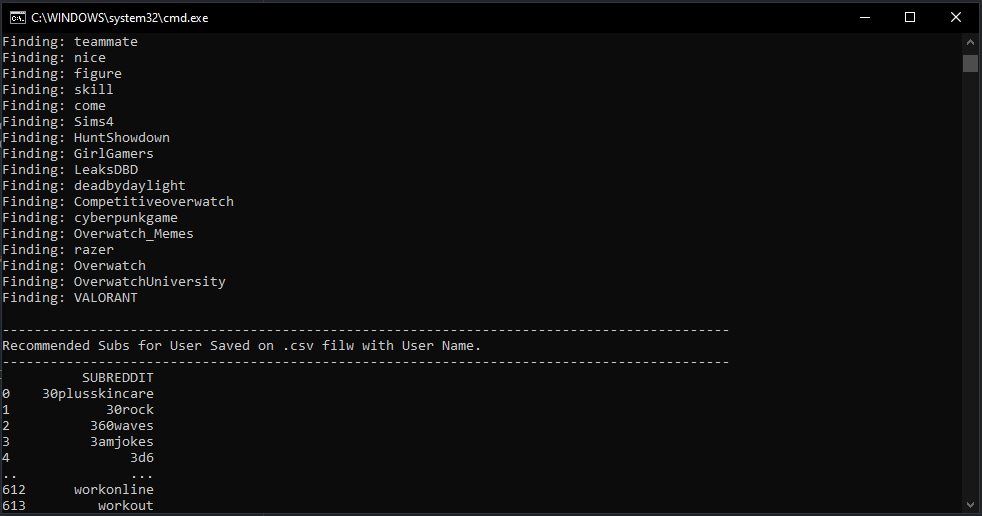 C:\WINDOWS\system32\cmd.exe
Finding: teammate
Finding: nice
Finding: figure
Finding: skill
Finding: come
Finding: Sims4
Finding: HuntShowdown
Finding: GirlGamers
Finding: LeaksDBD
Finding: deadbydaylight
Finding: Competitiveoverwatch
Finding: cyberpunkgame
Finding: Overwatch_Memes
Finding: razer
Finding: Overwatch
Finding: OverwatchUniversity
Finding: VALORANT
-------------------------------------------------------------------------------------------
Recommended Subs for User Saved on .csv filw with User Name.
-------------------------------------------------------------------------------------------
SUBREDDIT
0 30plusskincare
1 30rock
2 360waves
3 3amjokes
4 3d6
.. ...
612 workonline
613 workout